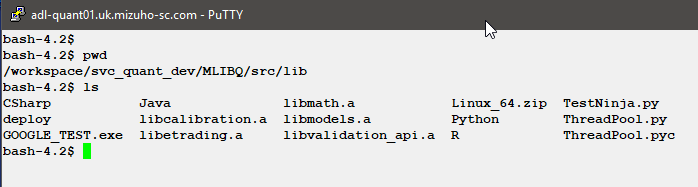 adl-quant01.uk.mizuho-sc.com - PuTTY
bash-4.2$
bash-4.2$ pwd
/workspace/svc_quant_dev/MLIBQ/src/lib
bash-4.2$ ls
CSharp Java libmath.a Linux_64.zip TestNinja.py
deploy libcalibration.a libmodels.a Python ThreadPool.py
GOOGLE_TEST.exe libetrading.a libvalidation_api.a R ThreadPool.pyc
bash-4.2$